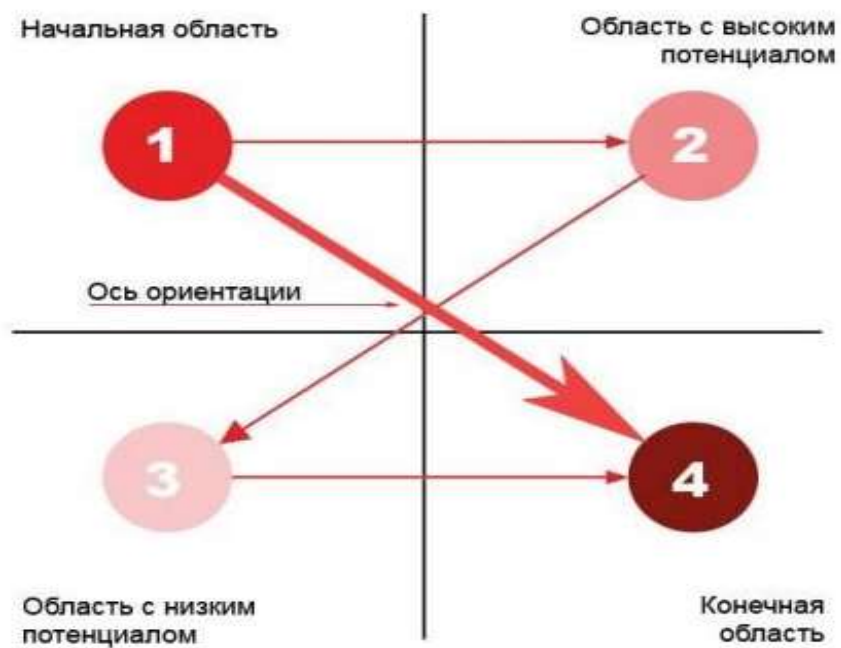 Начальная область
Область с высоким
потенциалом
1
2
Ось ориентации
3
4
Область с низким
потенциалом
Конечная
область